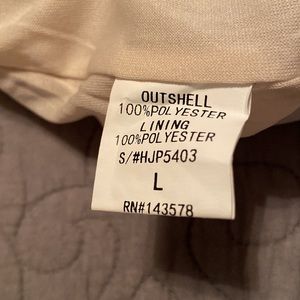 OUTSHELL
100%POLYESTER
LINING
100%POLYESTER
S/#HJP5403
L
RN#143578